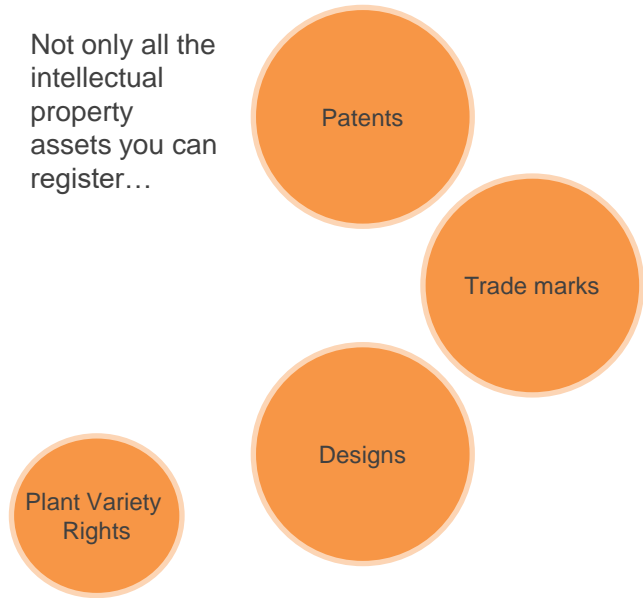 Not only all the
intellectual
property
assets you can
register…
Patents
Trade marks
Designs
Plant Variety
Rights